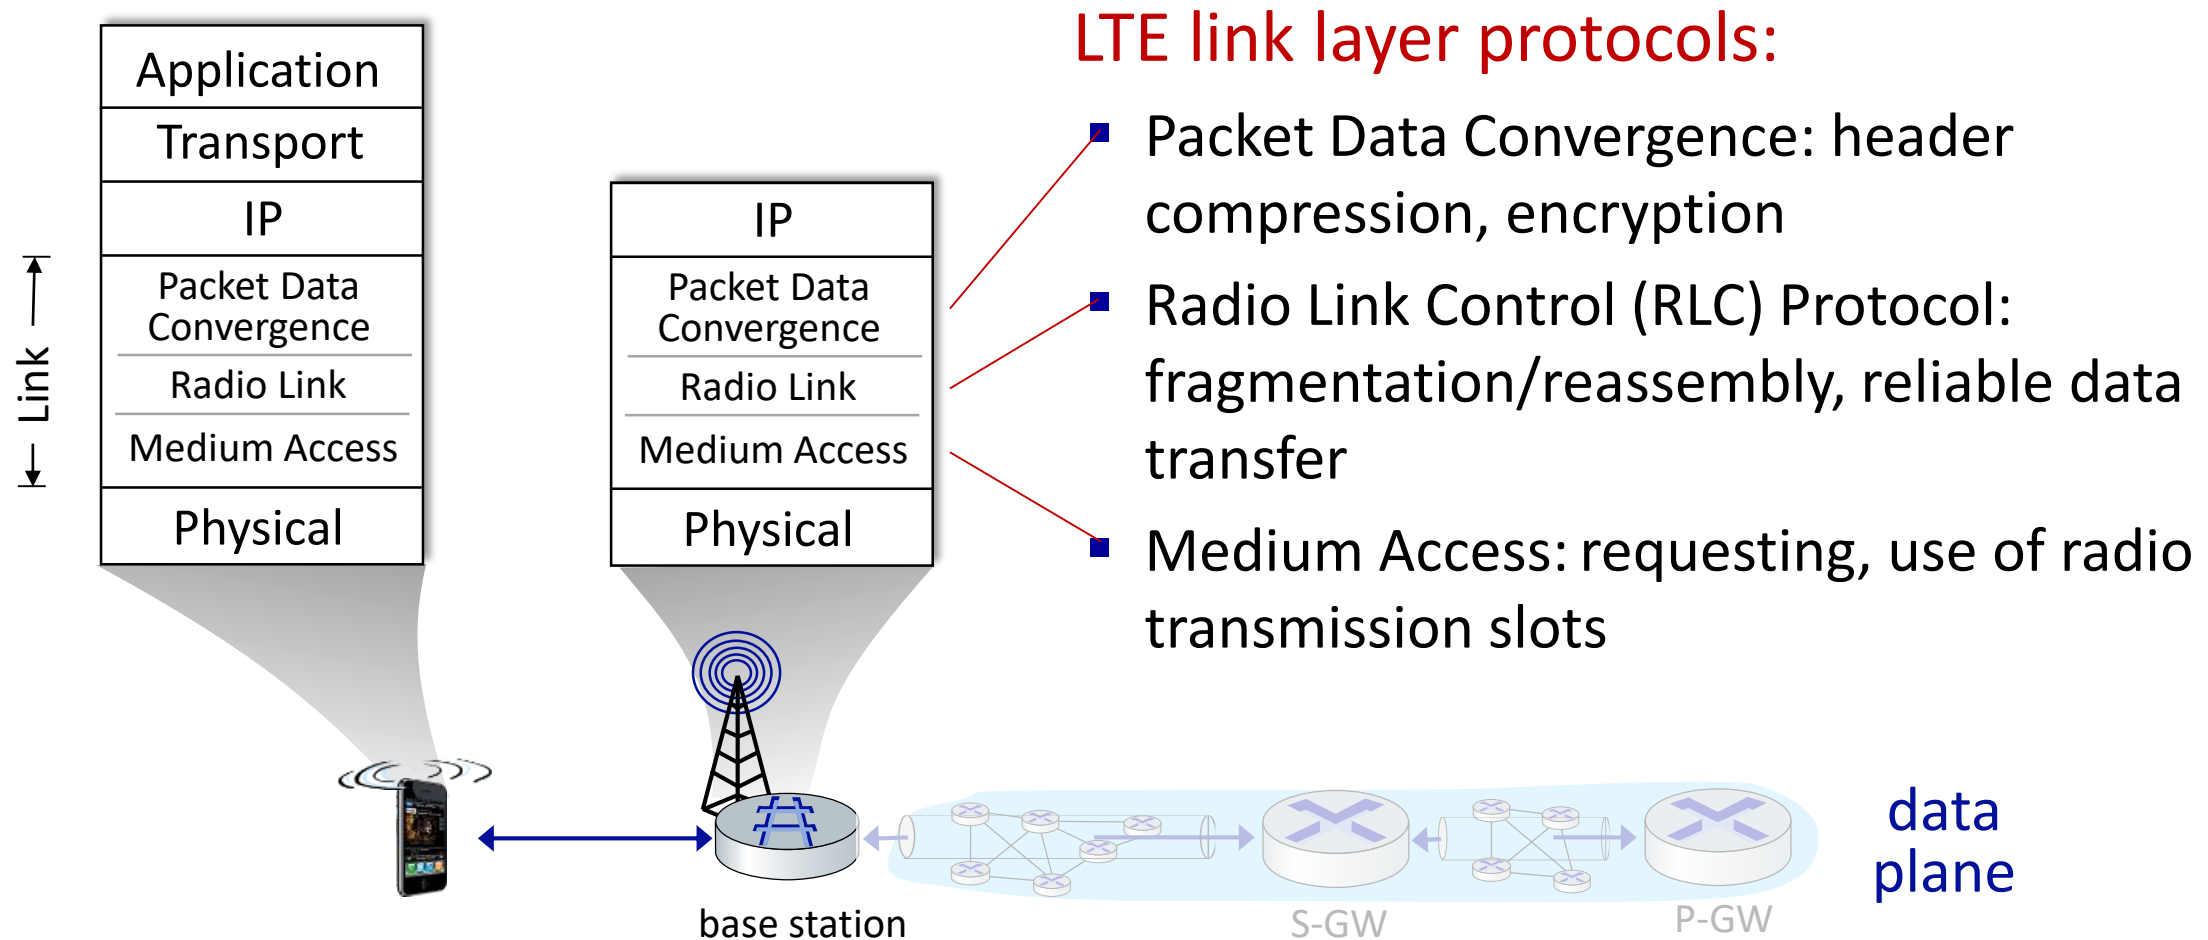 Application
Transport
IP
Packet Data
Convergence
Radio Link
Medium Access
Physical
Link
IP
Packet Data
Convergence
Radio Link
Medium Access
Physical
LTE link layer protocols:
Packet Data Convergence: header
compression, encryption
Radio Link Control (RLC) Protocol:
fragmentation/reassembly, reliable data
transfer
Medium Access: requesting, use of radio
transmission slots
base station
S-GW
P-GW
data
plane